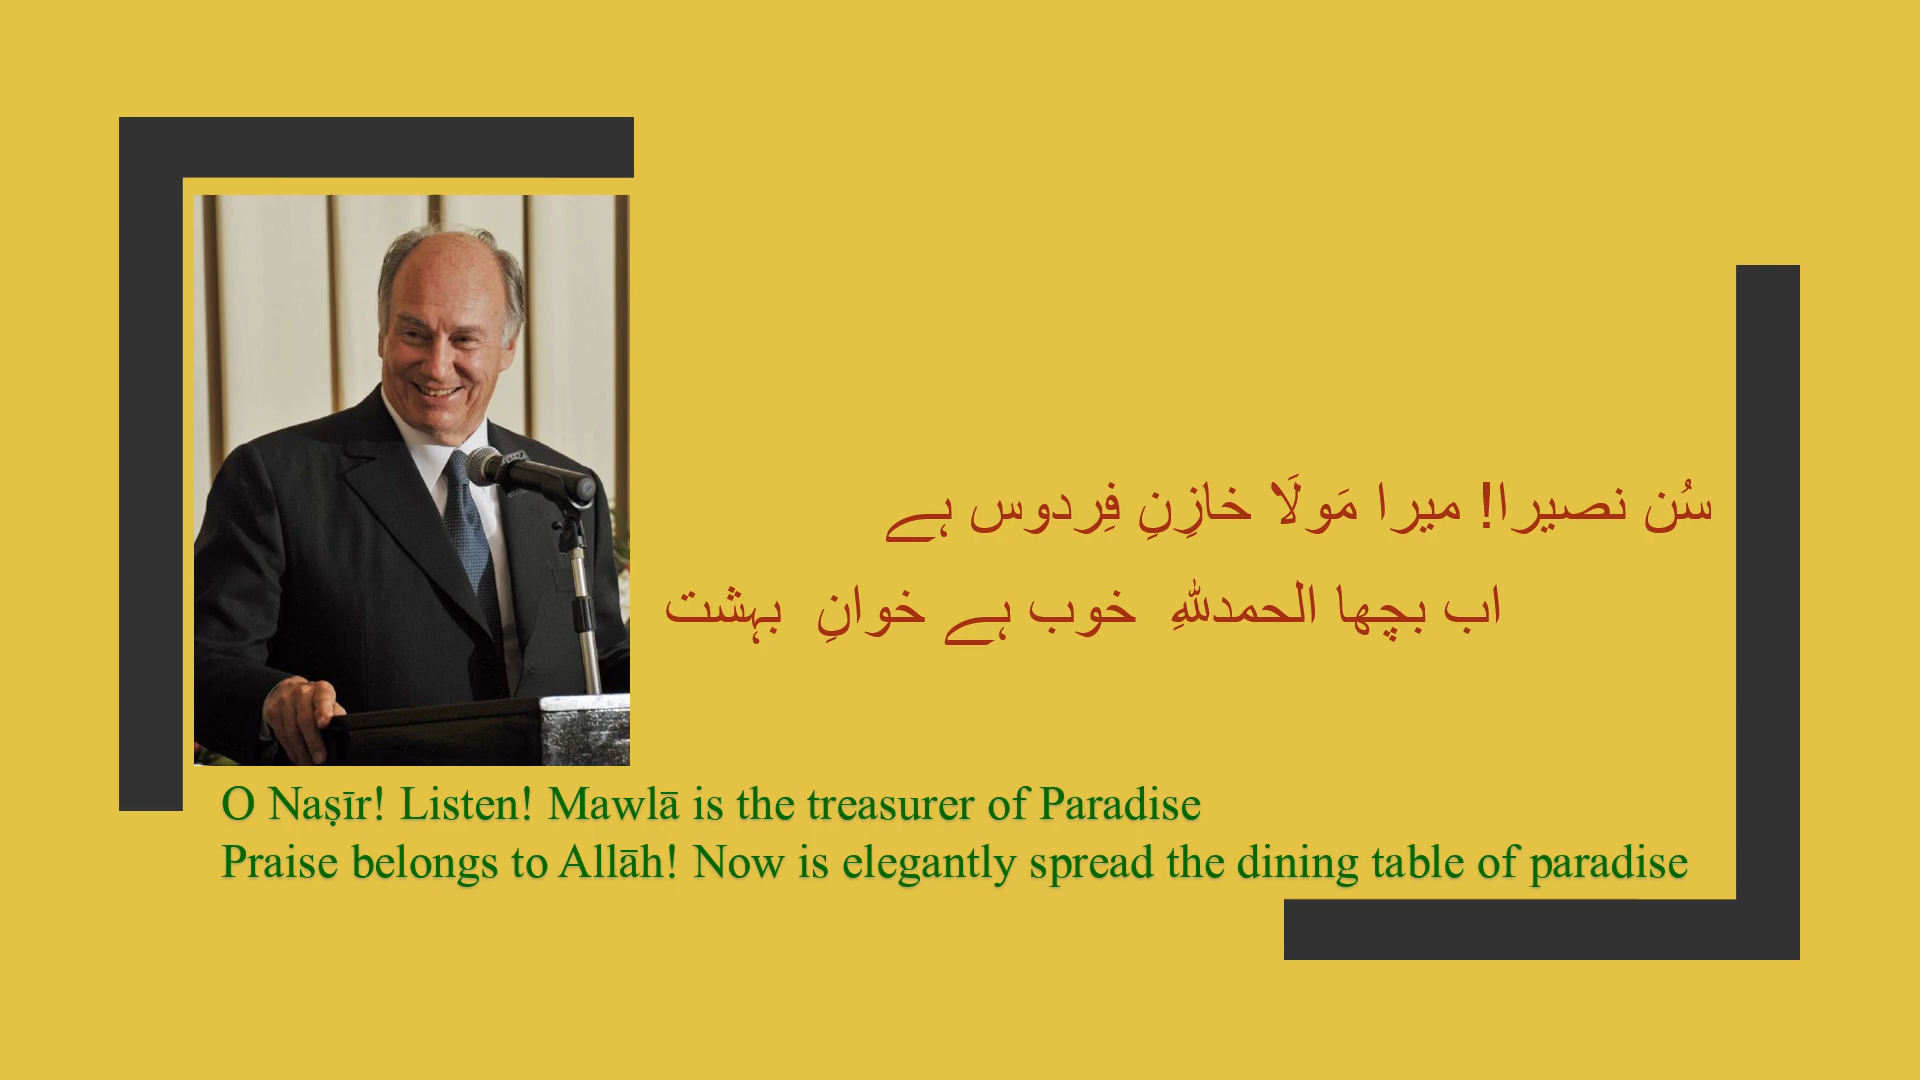 سُن نصیرا! میرا مَولَا خازِنِ فِردوس ہے
اب بچھا الحمدللہِ خوب ہے خوانِ بہشت
O Naṣīr! Listen! Mawlā is the treasurer of Paradise
Praise belongs to Allāh! Now is elegantly spread the dining table of paradise